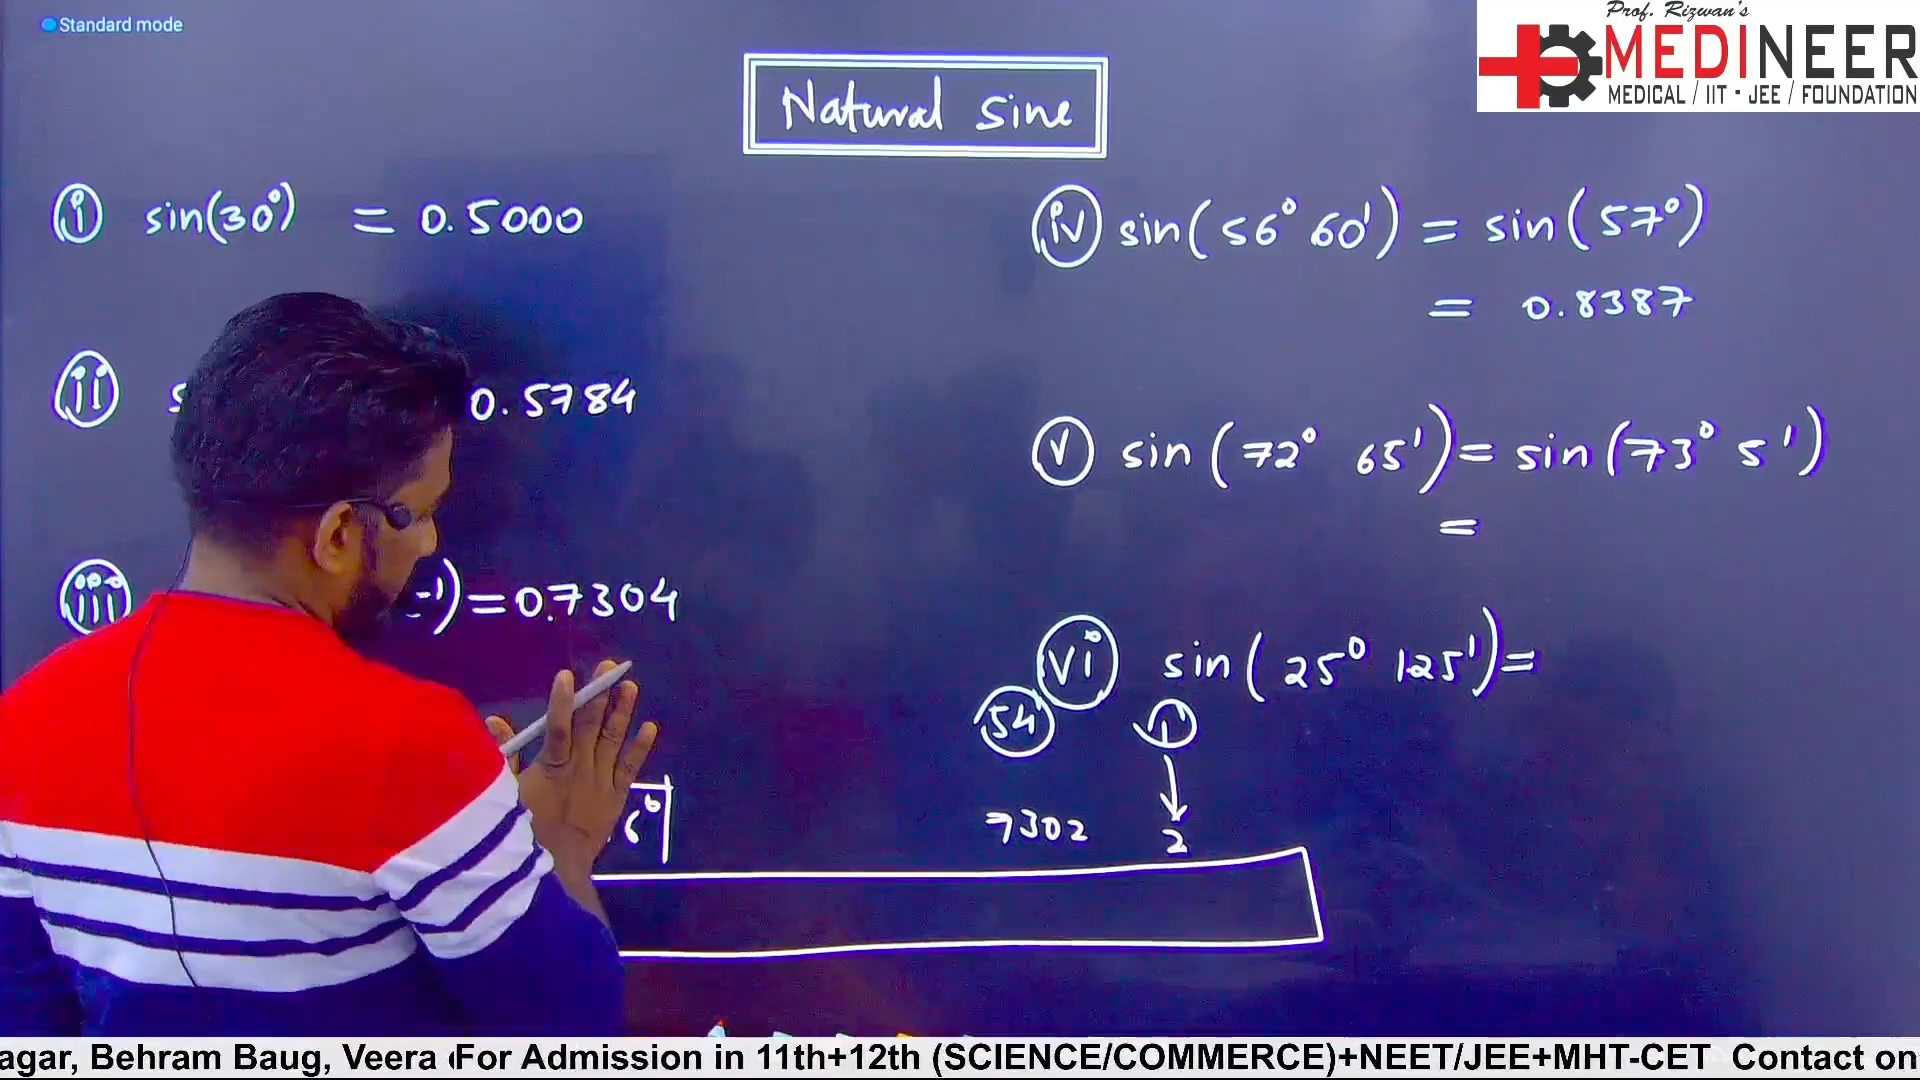 Standard mode
Prof. Rizwan's
MEDINEER
MEDICAL / IIT - JEE / FOUNDATION
Natural Sine
(i) sin(30°) = 0.5000
(ii) s 0.5784
(iii) -') = 0.7304
(iv) sin(56° 60') = sin(57°)
= 0.8387
(v) sin(72° 65') = sin(73° 5')
=
(vi) sin(25° 125') =
54' 1'
6° 7302 2
agar, Behram Baug, Veera For Admission in 11th+12th (SCIENCE/COMMERCE)+NEET/JEE+MHT-CET Contact on